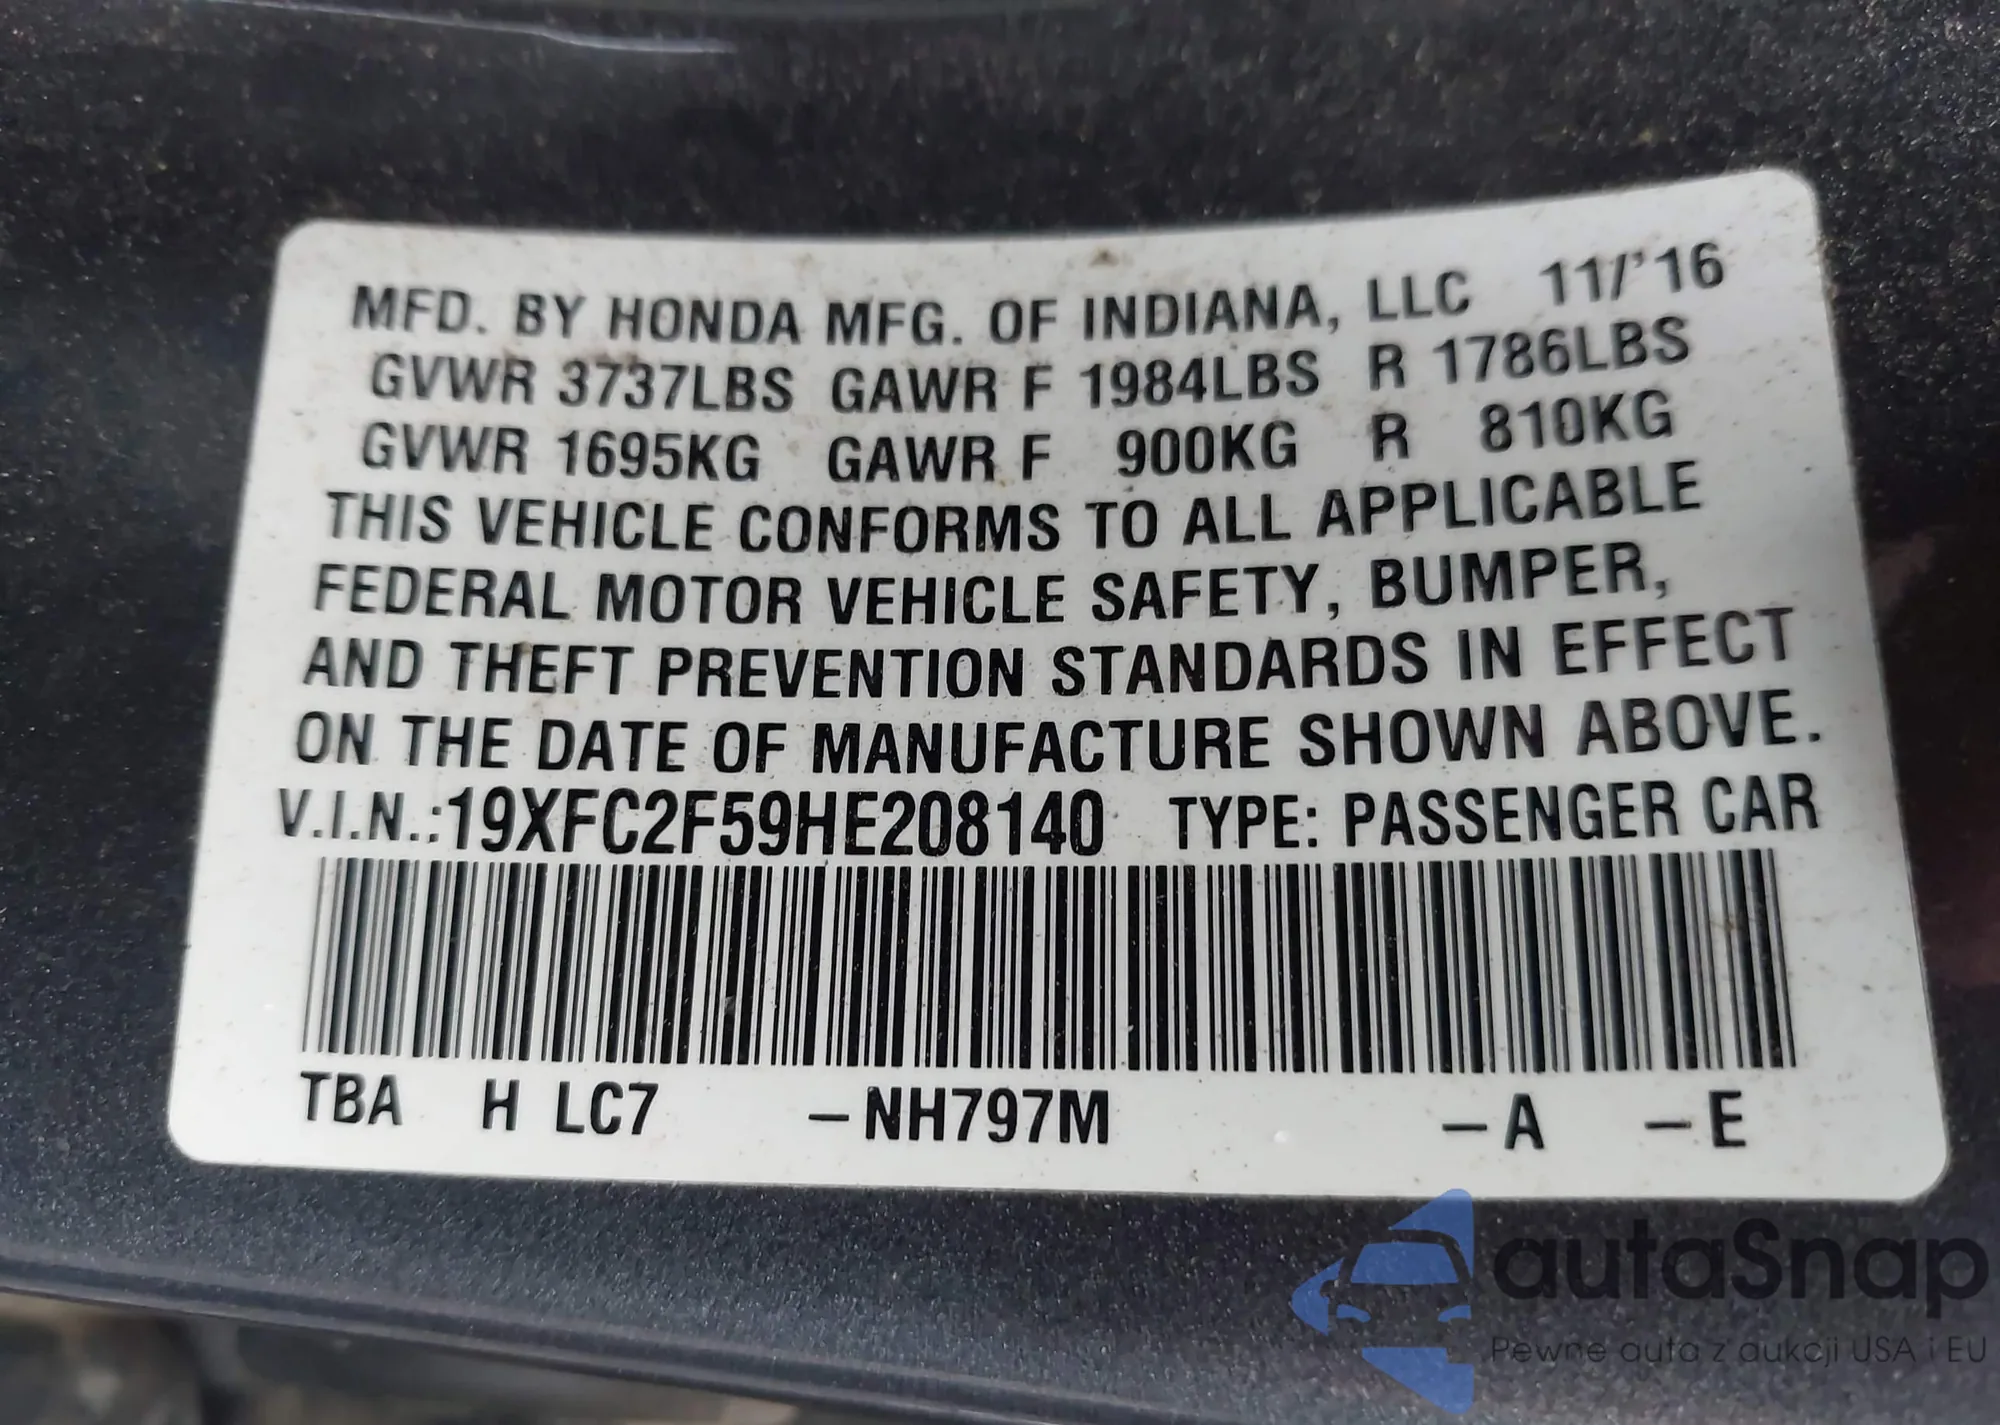 MFD. BY HONDA MFG. OF INDIANA, LLC 11/'16
GVWR 3737LBS GAWR F 1984LBS R 1786LBS
GVWR 1695KG GAWR F 900KG R 810KG
THIS VEHICLE CONFORMS TO ALL APPLICABLE
FEDERAL MOTOR VEHICLE SAFETY, BUMPER,
AND THEFT PREVENTION STANDARDS IN EFFECT
ON THE DATE OF MANUFACTURE SHOWN ABOVE.
V.I.N.:19XFC2F59HE208140 TYPE: PASSENGER CAR
TBA H LC7 –NH797M –A –E
autaSnap
Pewne auta z aukcji USA i EU